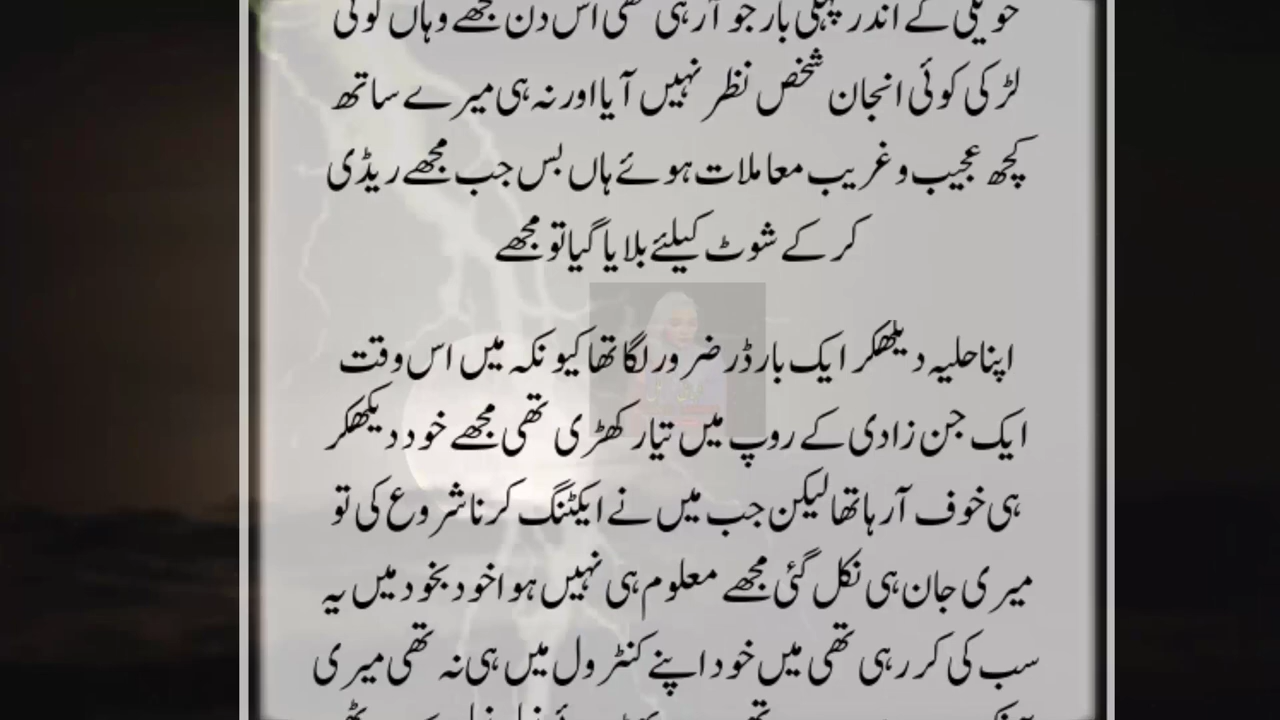 حویلی کے اندر پہلی بار جو آرہی تھی اس دن مجھے وہاں کوئی
لڑکی کوئی انجان شخص نظر نہیں آیا اور نہ ہی میرے ساتھ
کچھ عجیب و غریب معاملات ہوئے ہاں بس جب مجھے ریڈی
کر کے شوٹ کیلئے بلایا گیا تو مجھے
اپنا حلیہ دیکھکر ایک بار ڈر ضرور لگا تھا کیونکہ میں اس وقت
ایک جن زادی کے روپ میں تیار کھڑی تھی مجھے خود دیکھکر
ہی خوف آرہا تھا لیکن جب میں نے ایکٹنگ کرنا شروع کی تو
میری جان ہی نکل گئی مجھے معلوم ہی نہیں ہوا خود بخود میں یہ
سب کی کر رہی تھی میں خود اپنے کنٹرول میں ہی نہ تھی میری